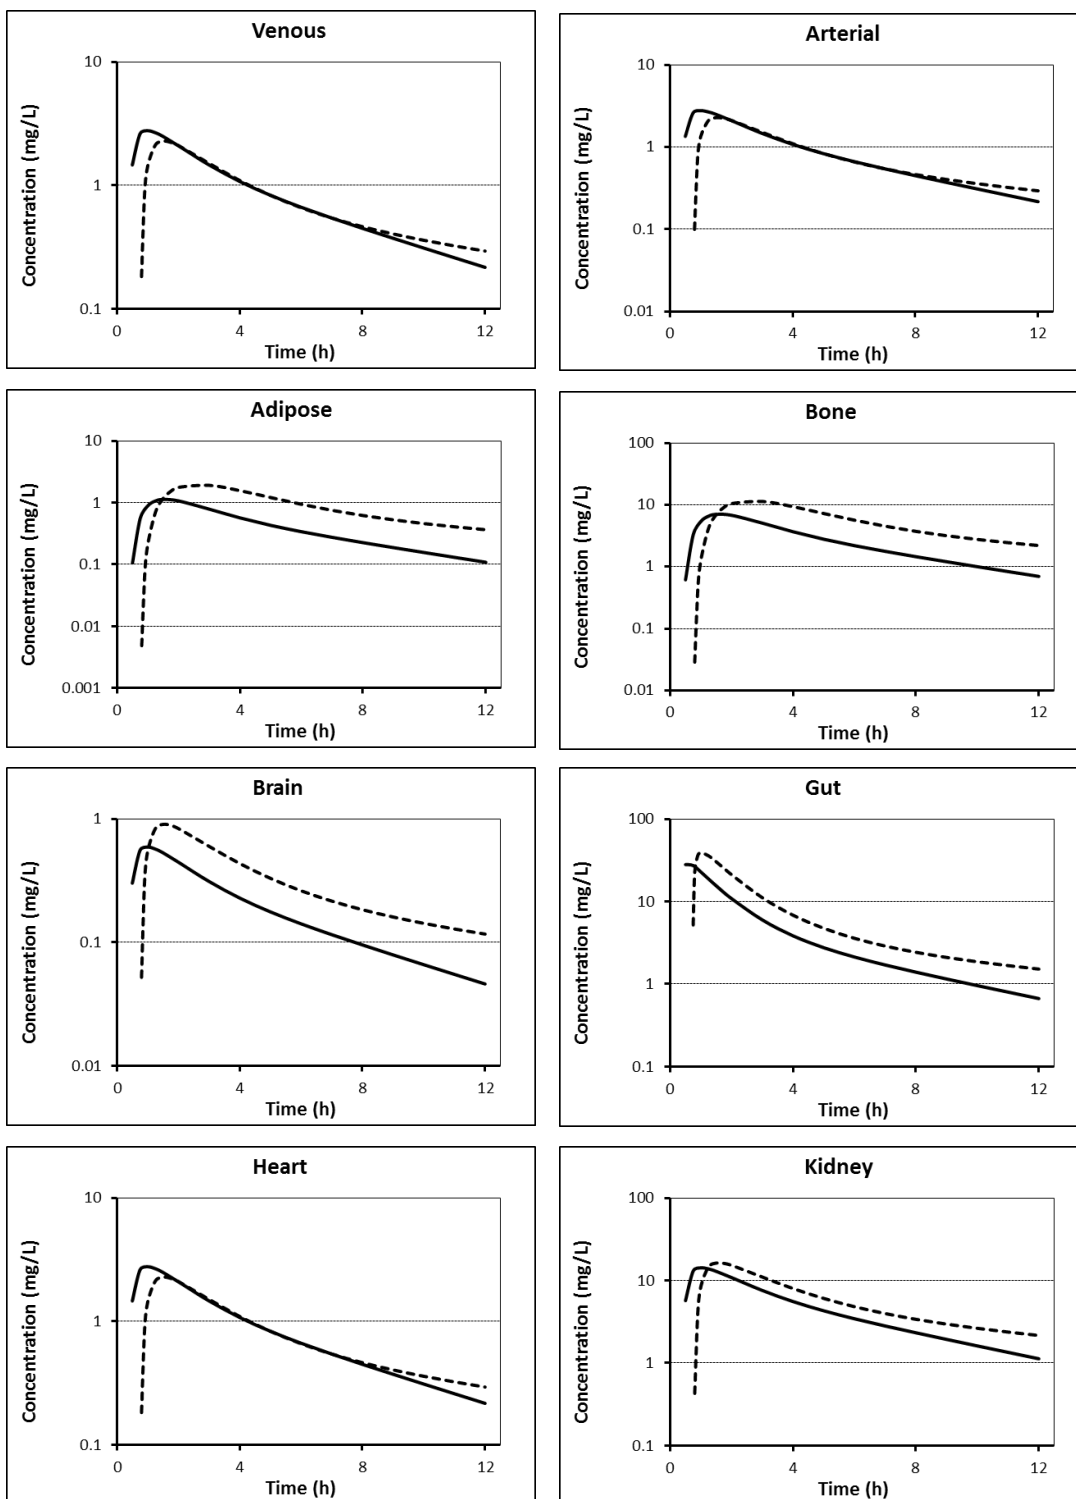 Venous
Concentration (mg/L)
10
1
0.1
0 4 8 12
Time (h)
Arterial
Concentration (mg/L)
10
1
0.1
0.01
0 4 8 12
Time (h)
Adipose
Concentration (mg/L)
10
1
0.1
0.01
0.001
0 4 8 12
Time (h)
Bone
Concentration (mg/L)
100
10
1
0.1
0.01
0 4 8 12
Time (h)
Brain
Concentration (mg/L)
1
0.1
0.01
0 4 8 12
Time (h)
Gut
Concentration (mg/L)
100
10
1
0.1
0 4 8 12
Time (h)
Heart
Concentration (mg/L)
10
1
0.1
0 4 8 12
Time (h)
Kidney
Concentration (mg/L)
100
10
1
0.1
0 4 8 12
Time (h)